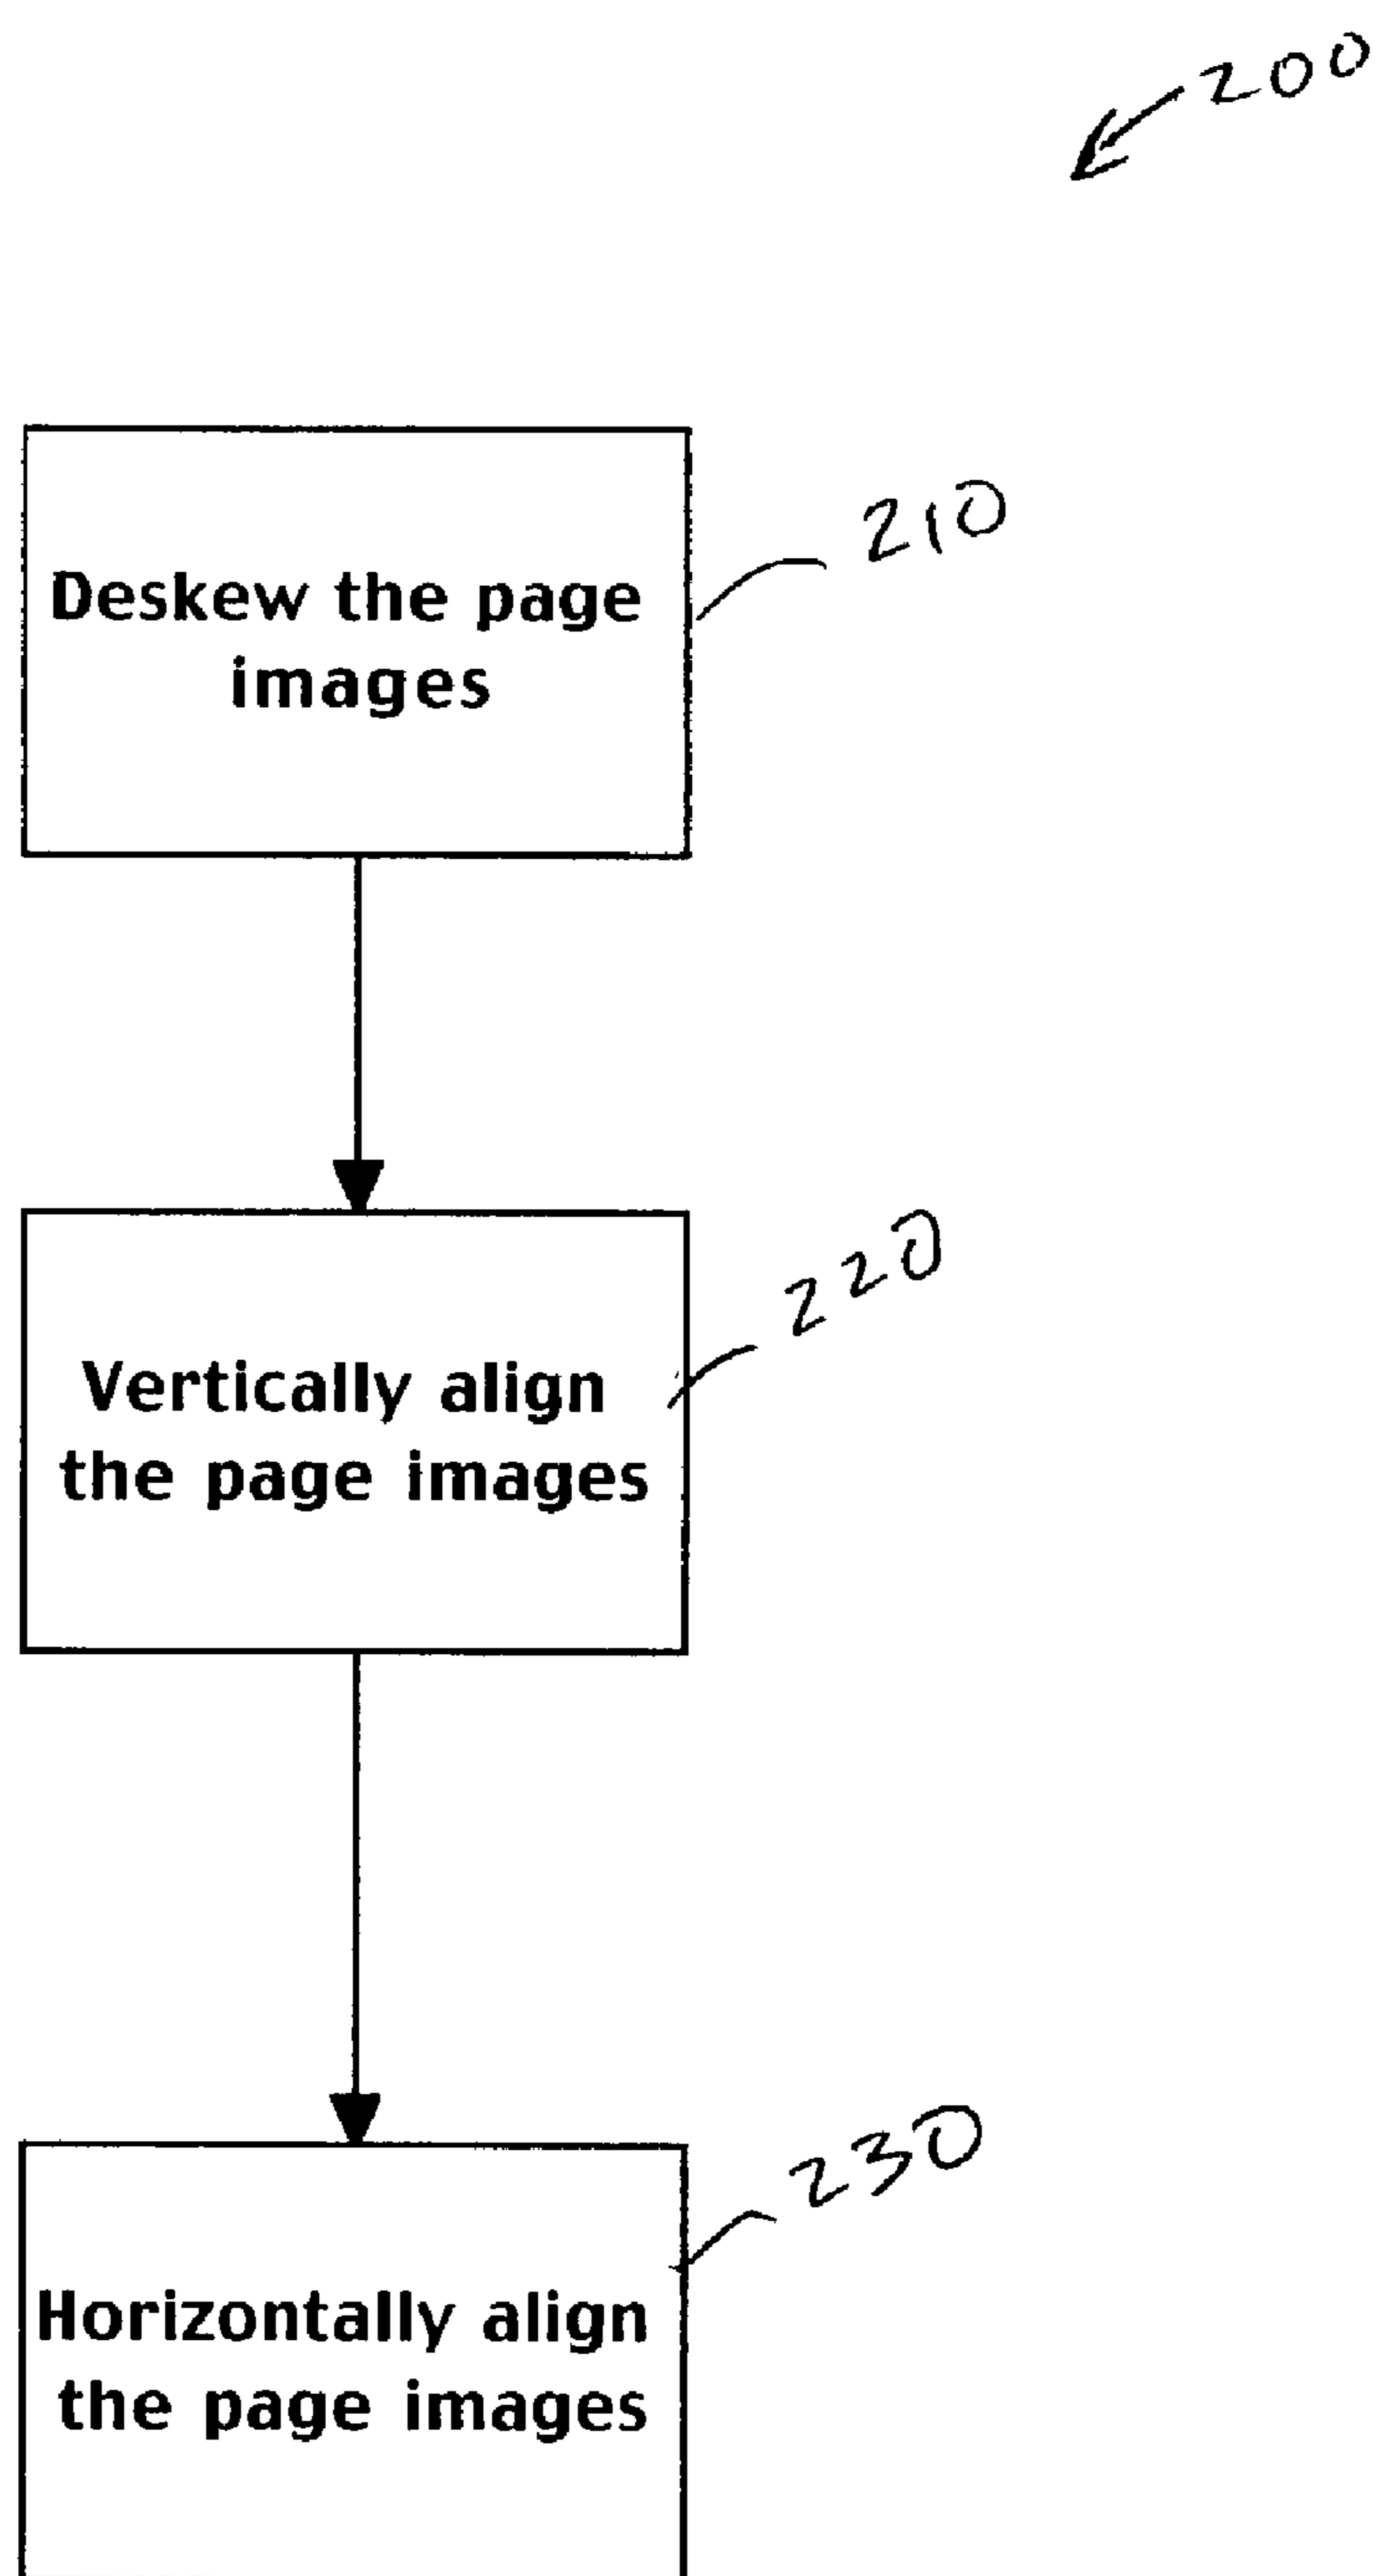 200
Deskew the page
images
210
Vertically align
the page images
220
Horizontally align
the page images
230